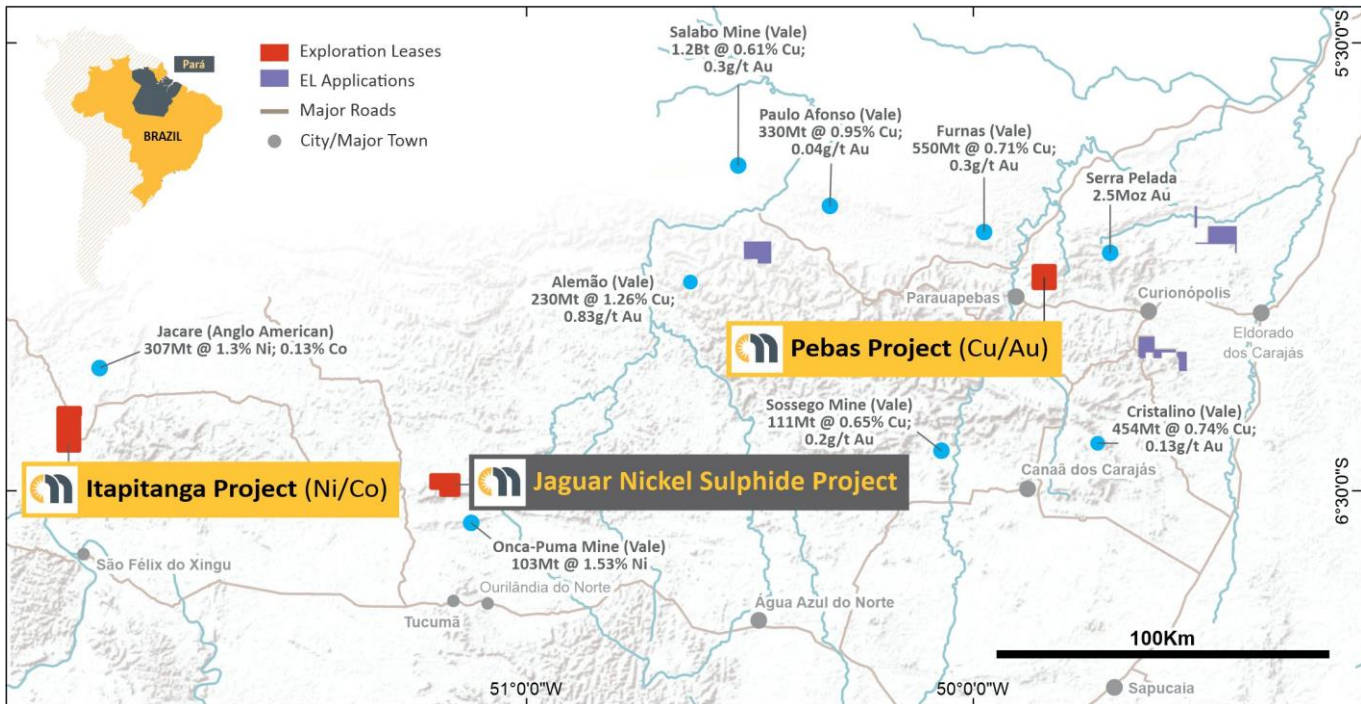 Pará
BRAZIL
Exploration Leases
EL Applications
Major Roads
City/Major Town
Salabo Mine (Vale)
1.2Bt @ 0.61% Cu;
0.3g/t Au
Paulo Afonso (Vale)
330Mt @ 0.95% Cu;
0.04g/t Au
Furnas (Vale)
550Mt @ 0.71% Cu;
0.3g/t Au
Serra Pelada
2.5Moz Au
5°30'0"S
Alemão (Vale)
230Mt @ 1.26% Cu;
0.83g/t Au
Parauapebas
Curionópolis
Eldorado
dos Carajás
Jacare (Anglo American)
307Mt @ 1.3% Ni; 0.13% Co
Pebas Project (Cu/Au)
Sossego Mine (Vale)
111Mt @ 0.65% Cu;
0.2g/t Au
Cristalino (Vale)
454Mt @ 0.74% Cu;
0.13g/t Au
Canaã dos Carajás
Itapitanga Project (Ni/Co)
Jaguar Nickel Sulphide Project
6°30'0"S
Onca-Puma Mine (Vale)
103Mt @ 1.53% Ni
São Félix do Xingu
Ourilândia do Norte
Tucumã
Água Azul do Norte
100Km
51°0'0"W
50°0'0"W
Sapucaia